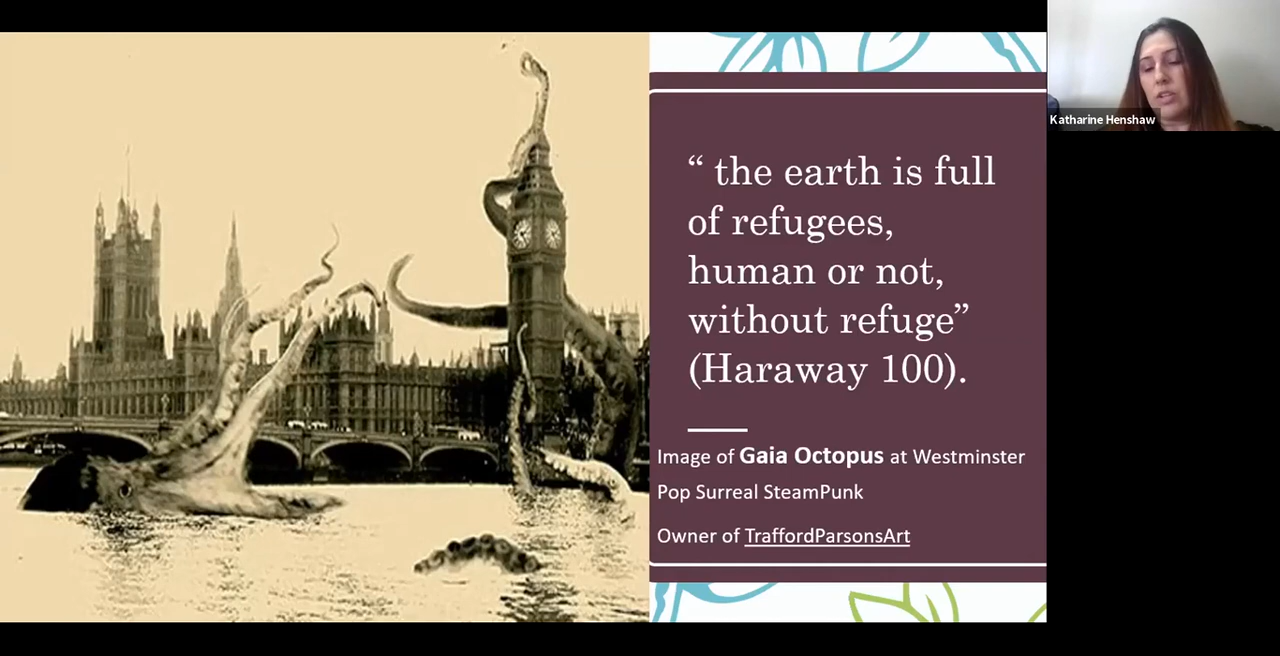 “ the earth is full
of refugees,
human or not,
without refuge”
(Haraway 100).
Image of Gaia Octopus at Westminster
Pop Surreal SteamPunk
Owner of TraffordParsonsArt
Katharine Henshaw